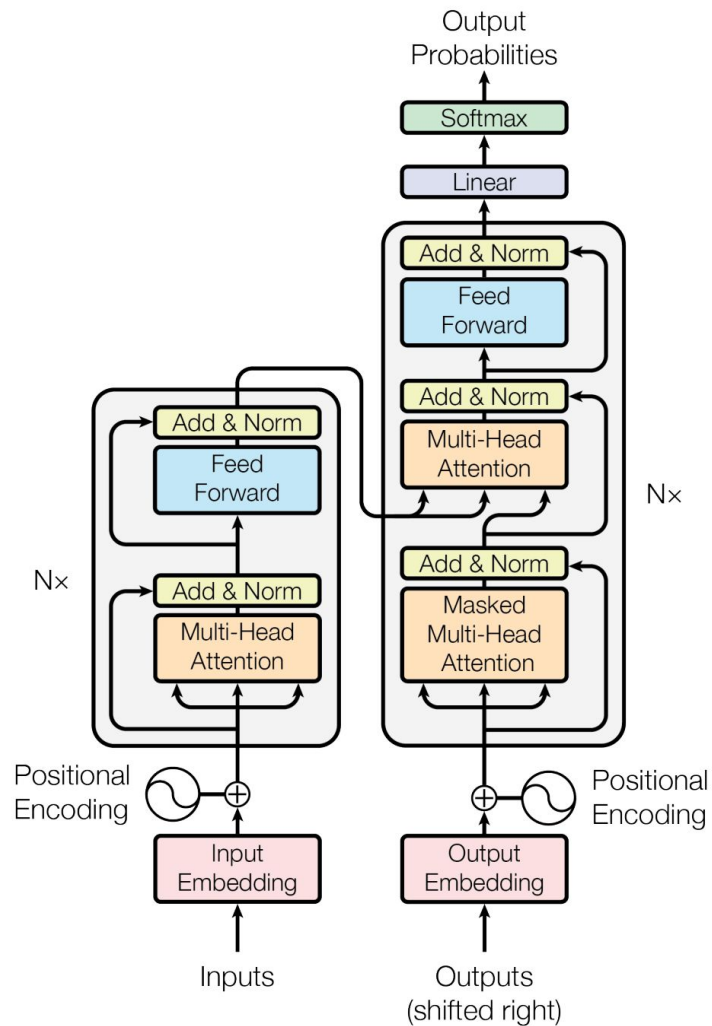 Output
Probabilities
Softmax
Linear
Add & Norm
Feed
Forward
Add & Norm
Multi-Head
Attention
Add & Norm
Masked
Multi-Head
Attention
N×
Add & Norm
Feed
Forward
Add & Norm
Multi-Head
Attention
N×
Positional
Encoding
Positional
Encoding
Input
Embedding
Output
Embedding
Inputs
Outputs
(shifted right)